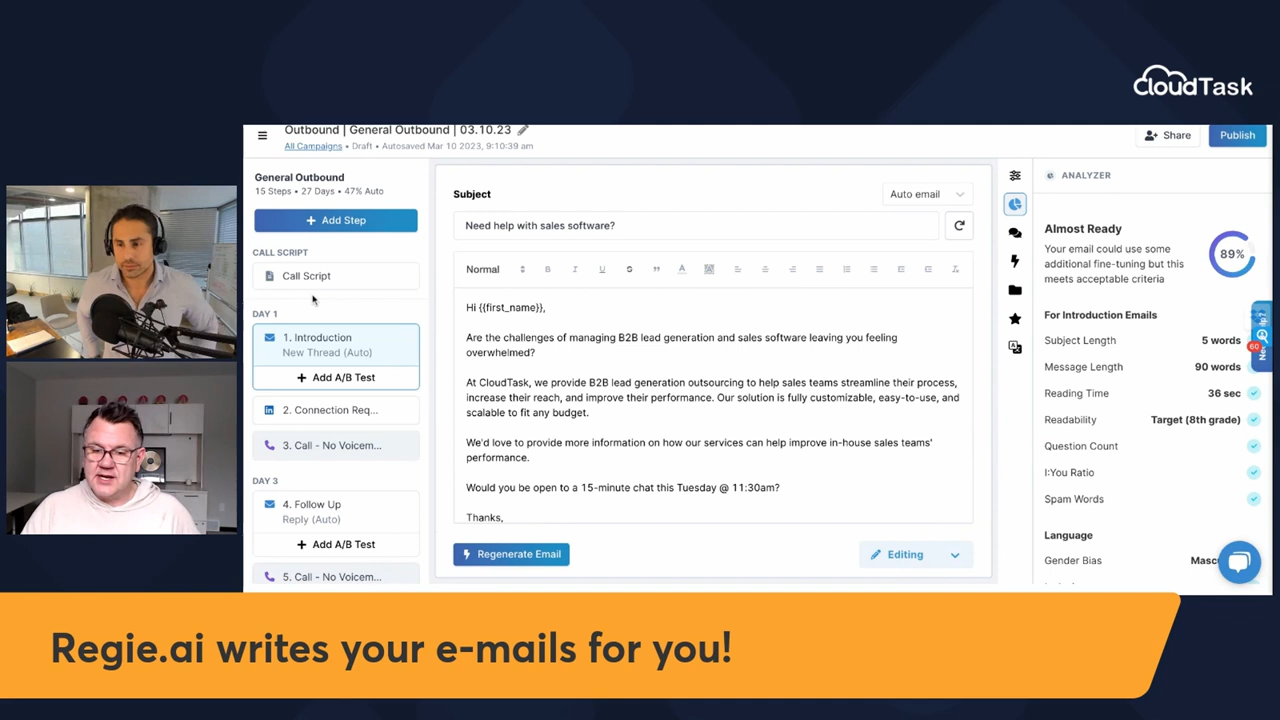 CloudTask
Outbound | General Outbound | 03.10.23
All Campaigns • Draft • Autosaved Mar 10 2023, 9:10:39 am
Share
Publish
General Outbound
15 Steps • 27 Days • 47% Auto
+ Add Step
CALL SCRIPT
Call Script
DAY 1
1. Introduction
New Thread (Auto)
+ Add A/B Test
2. Connection Req...
3. Call - No Voicem...
DAY 3
4. Follow Up
Reply (Auto)
+ Add A/B Test
5. Call - No Voicem...
Subject
Auto email
Need help with sales software?
Normal
Hi {{first_name}},
Are the challenges of managing B2B lead generation and sales software leaving you feeling
overwhelmed?
At CloudTask, we provide B2B lead generation outsourcing to help sales teams streamline their process,
increase their reach, and improve their performance. Our solution is fully customizable, easy-to-use, and
scalable to fit any budget.
We'd love to provide more information on how our services can help improve in-house sales teams'
performance.
Would you be open to a 15-minute chat this Tuesday @ 11:30am?
Thanks,
Regenerate Email
Editing
ANALYZER
Almost Ready
Your email could use some
additional fine-tuning but this
meets acceptable criteria
89%
For Introduction Emails
Subject Length 5 words
Message Length 90 words
Reading Time 36 sec
Readability Target (8th grade)
Question Count
I:You Ratio
Spam Words
Language
Gender Bias
60
Regie.ai writes your e-mails for you!